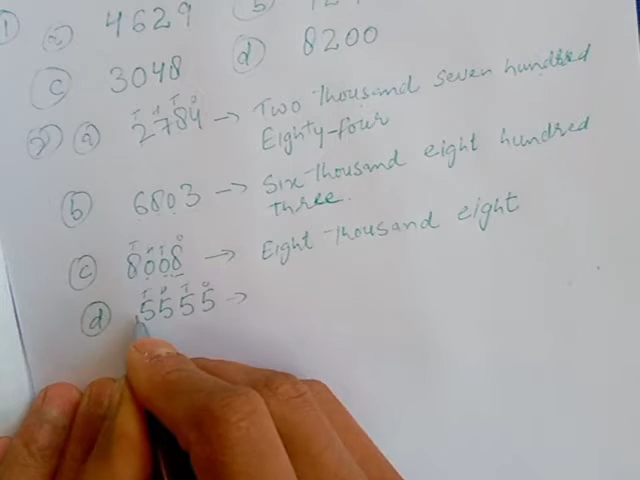 ① ⓐ 4629 ⓑ
ⓒ 3048 ⓓ 8200
② ⓐ 2784 → Two thousand seven hundred
T H T O
Eighty-four
ⓑ 6803 → Six thousand eight hundred
three.
T H T O
ⓒ 8008 → Eight thousand eight
T H T O
ⓓ 5555 →